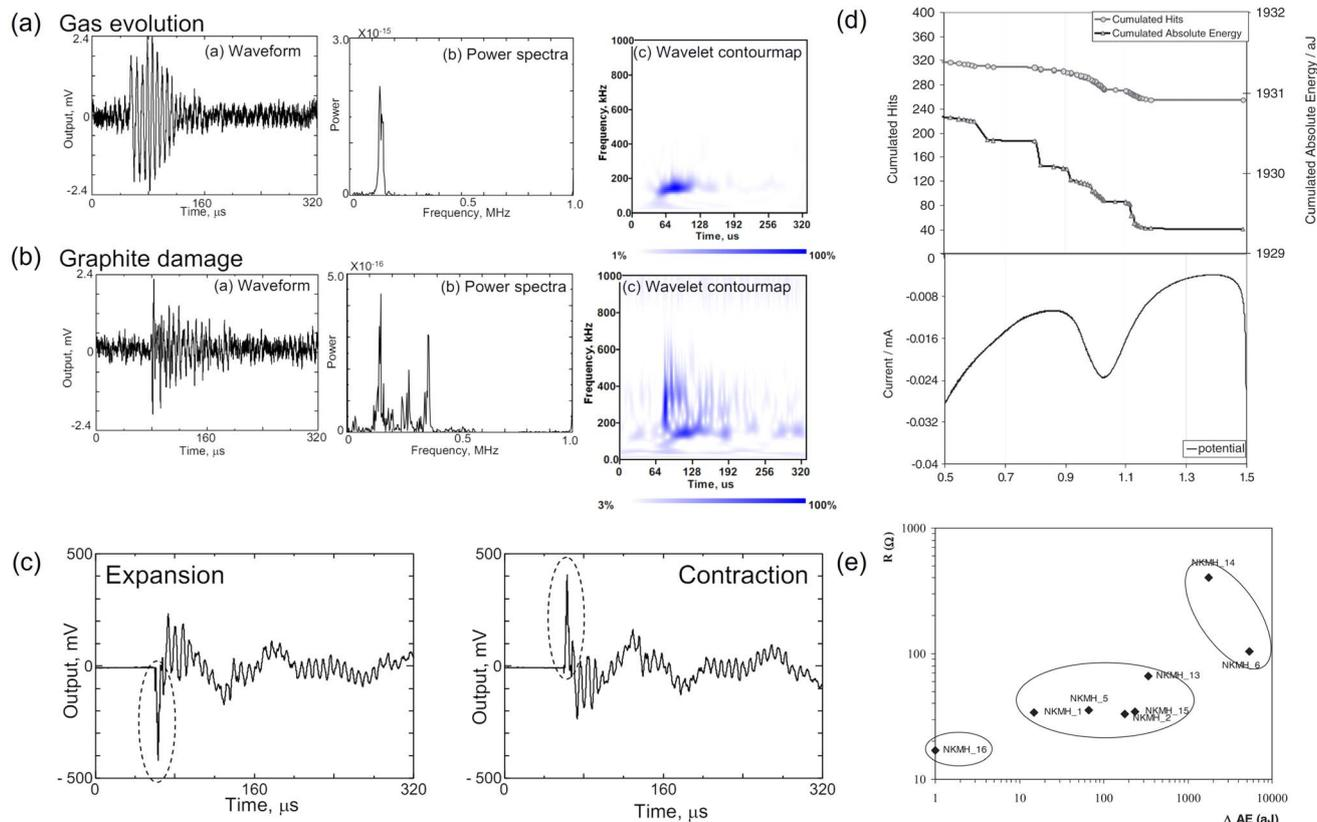 (a) Gas evolution
2.4
(a) Waveform
Output, mV
0
-2.4
0
160
320
Time, μs
X10-15
3.0
(b) Power spectra
Power
0
0
0.5
1.0
Frequency, MHz
1000
(c) Wavelet contourmap
800
600
400
200
0.0
Frequency. kHz
0 64 128 192 256 320
Time, us
1% 100%
(b) Graphite damage
2.4
(a) Waveform
Output, mV
0
-2.4
0
160
320
Time, μs
X10-16
5.0
(b) Power spectra
Power
0
0
0.5
1.0
Frequency, MHz
1000
(c) Wavelet contourmap
800
600
400
200
0.0
Frequency. kHz
0 64 128 192 256 320
Time, us
3% 100%
(c)
500
Expansion
Output, mV
0
- 500
0
160
320
Time, μs
500
Contraction
Output, mV
0
- 500
0
160
320
Time, μs
(d)
400
360
320
280
240
200
160
120
80
40
Cumulated Hits
Cumulated Hits
Cumulated Absolute Energy
1932
1931
1930
1929
Cumulated Absolute Energy / aJ
0
-0.008
-0.016
-0.024
-0.032
-0.04
Current / mA
potential
0.5 0.7 0.9 1.1 1.3 1.5
(e)
R (Ω)
1000
100
10
NKMH_14
NKMH_6
NKMH_13
NKMH_5
NKMH_1
NKMH_15
NKMH_2
NKMH_16
1 10 100 1000 10000
Δ AE (aJ)